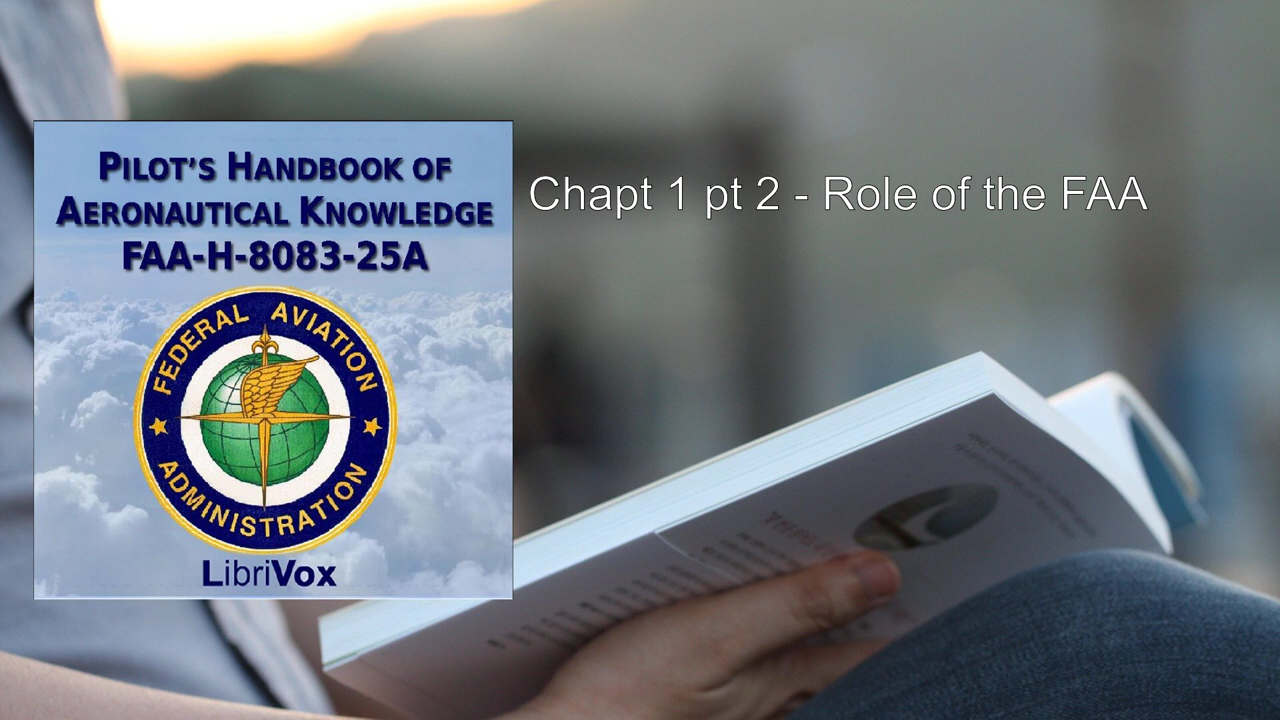 PILOT'S HANDBOOK OF
AERONAUTICAL KNOWLEDGE
FAA-H-8083-25A
FEDERAL AVIATION
ADMINISTRATION
LibriVox
Chapt 1 pt 2 - Role of the FAA